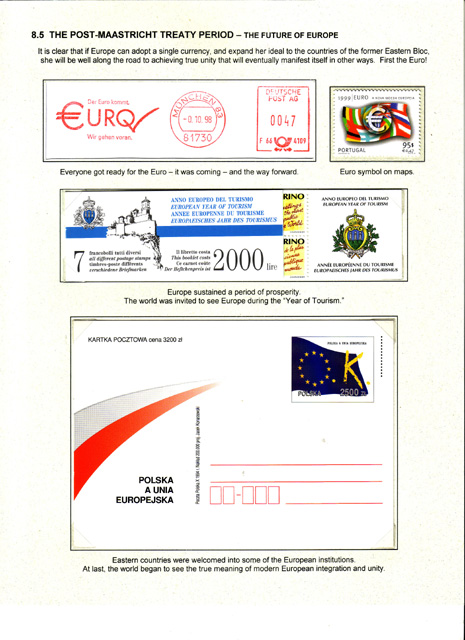 8.5 THE POST-MAASTRICHT TREATY PERIOD – THE FUTURE OF EUROPE
It is clear that if Europe can adopt a single currency, and expand her ideal to the countries of the former Eastern Bloc,
she will be well along the road to achieving true unity that will eventually manifest itself in other ways. First the Euro!
Der Euro kommt,
€URO
Wir gehen voran.
MÜNCHEN 83
-0.10.98
81730
DEUTSCHE
POST AG
0047
F 66 4109
1999 EURO
PORTUGAL
95$
Everyone got ready for the Euro – it was coming – and the way forward.
Euro symbol on maps.
ANNO EUROPEO DEL TURISMO
EUROPEAN YEAR OF TOURISM
ANNEE EUROPEENNE DU TOURISME
EUROPAISCHES JAHR DES TOURISMUS
7
francobolli tutti diversi
all different postage stamps
timbres-poste différents
verschiedene Briefmarken
Il libretto costa
This booklet costs
Ce carnet coûte
Der Heftchenpreis ist
2000 lire
RINO
RINO
ANNO EUROPEO DEL TURISMO
EUROPEAN YEAR OF TOURISM
ANNÉE EUROPÉENNE DU TOURISME
EUROPAISCHES JAHR DES TOURISMUS
Europe sustained a period of prosperity.
The world was invited to see Europe during the "Year of Tourism."
KARTKA POCZTOWA cena 3200 zł
POLSKA A UNIA EUROPEJSKA
OK.
POLSKA 2500 zł
POLSKA
A UNIA
EUROPEJSKA
Eastern countries were welcomed into some of the European institutions.
At last, the world began to see the true meaning of modern European integration and unity.